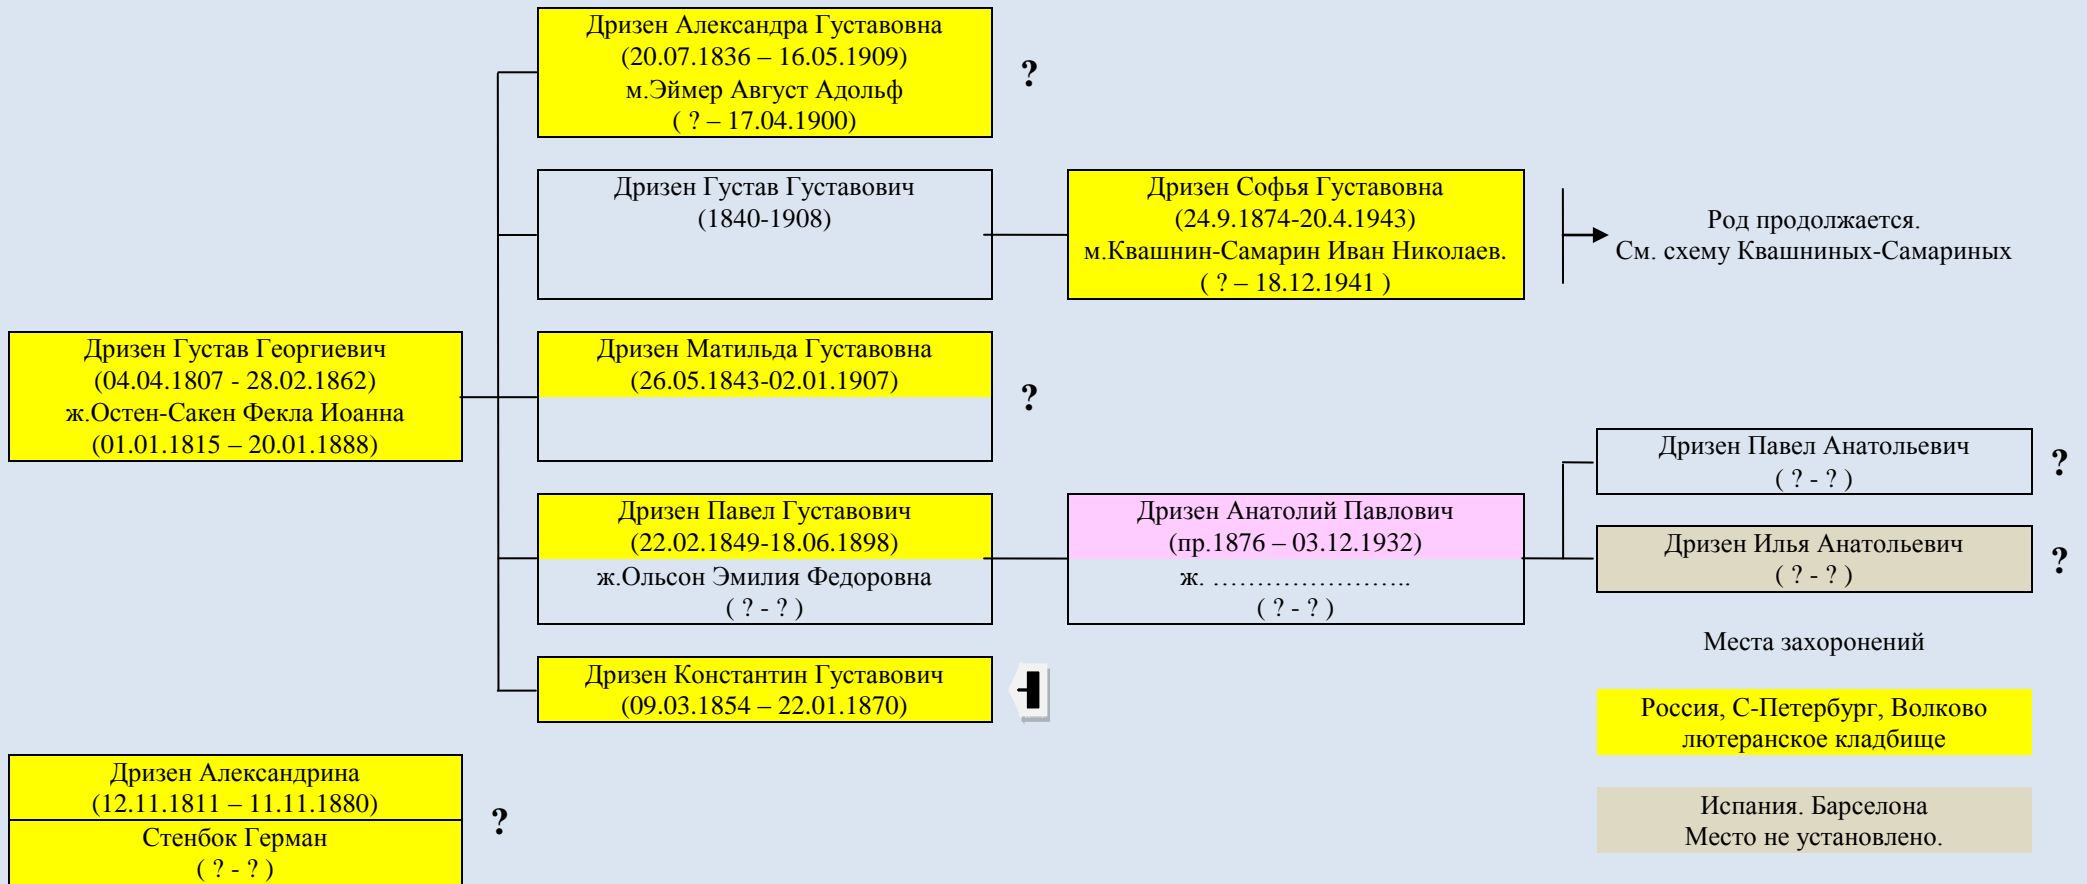 Дризен Александра Густавовна
(20.07.1836 – 16.05.1909)
м.Эймер Август Адольф
( ? – 17.04.1900)
?
Дризен Густав Густавович
(1840-1908)
Дризен Софья Густавовна
(24.9.1874-20.4.1943)
м.Квашнин-Самарин Иван Николаев.
( ? – 18.12.1941 )
Род продолжается.
См. схему Квашниных-Самариных
Дризен Густав Георгиевич
(04.04.1807 - 28.02.1862)
ж.Остен-Сакен Фекла Иоанна
(01.01.1815 – 20.01.1888)
Дризен Матильда Густавовна
(26.05.1843-02.01.1907)
?
Дризен Павел Густавович
(22.02.1849-18.06.1898)
ж.Ольсон Эмилия Федоровна
( ? - ? )
Дризен Анатолий Павлович
(пр.1876 – 03.12.1932)
ж. …………………..
( ? - ? )
Дризен Павел Анатольевич
( ? - ? )
?
Дризен Илья Анатольевич
( ? - ? )
?
Дризен Константин Густавович
(09.03.1854 – 22.01.1870)
Дризен Александрина
(12.11.1811 – 11.11.1880)
Стенбок Герман
( ? - ? )
?
Места захоронений
Россия, С-Петербург, Волково
лютеранское кладбище
Испания. Барселона
Место не установлено.